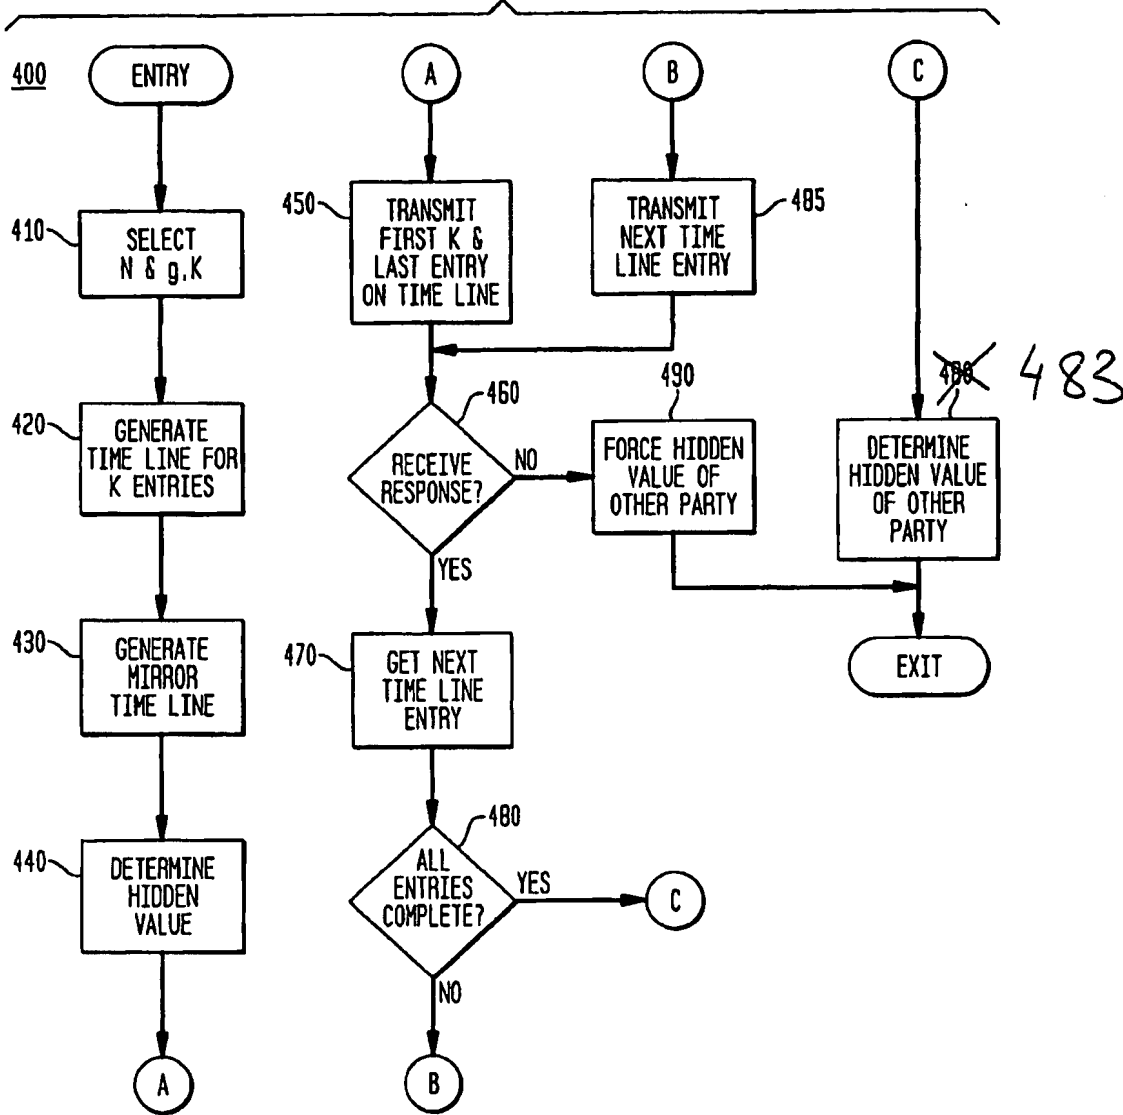 400
ENTRY
410
SELECT
N & g,K
420
GENERATE
TIME LINE FOR
K ENTRIES
430
GENERATE
MIRROR
TIME LINE
440
DETERMINE
HIDDEN
VALUE
A
A
450
TRANSMIT
FIRST K &
LAST ENTRY
ON TIME LINE
460
RECEIVE
RESPONSE?
NO
YES
470
GET NEXT
TIME LINE
ENTRY
480
ALL
ENTRIES
COMPLETE?
YES
C
NO
B
B
485
TRANSMIT
NEXT TIME
LINE ENTRY
490
FORCE HIDDEN
VALUE OF
OTHER PARTY
C
480
483
DETERMINE
HIDDEN VALUE
OF OTHER
PARTY
EXIT